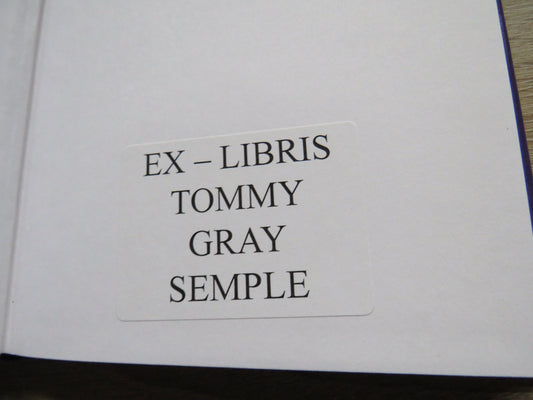 EX – LIBRIS
TOMMY
GRAY
SEMPLE